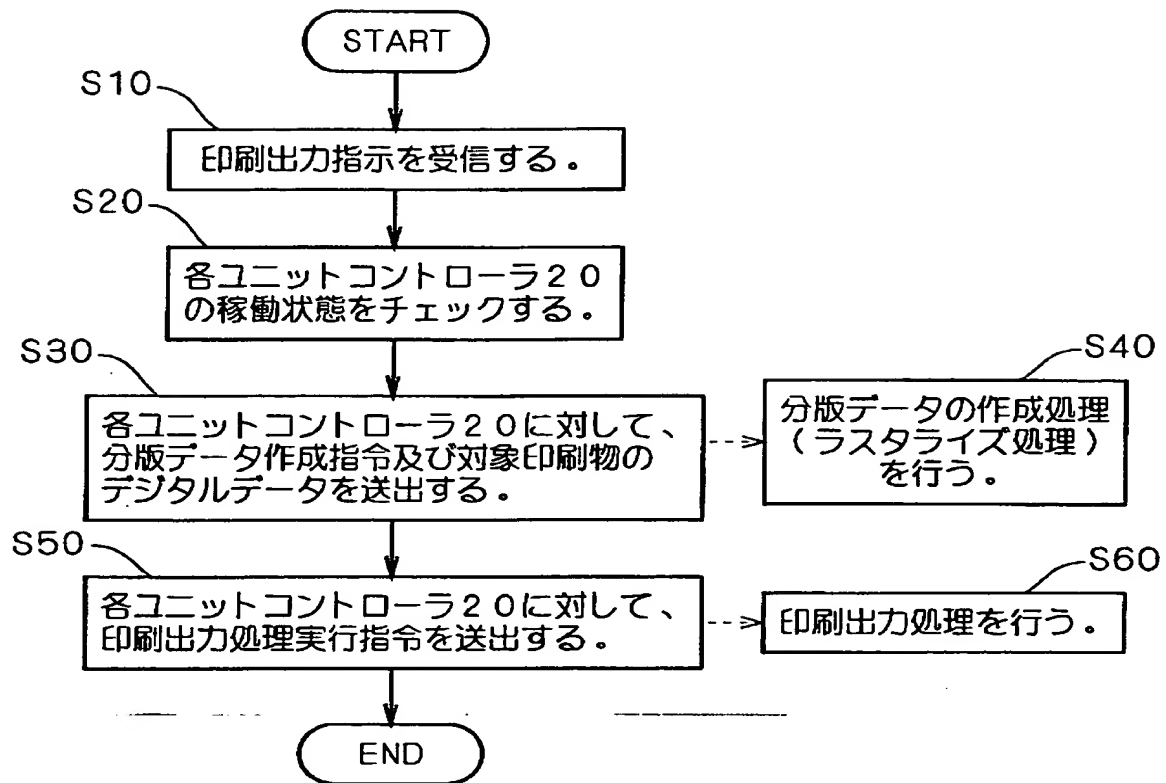 START
S10
印刷出力指示を受信する。
S20
各ユニットコントローラ20
の稼働状態をチェックする。
S30
各ユニットコントローラ20に対して、
分版データ作成指令及び対象印刷物の
デジタルデータを送出する。
S40
分版データの作成処理
(ラスタライズ処理)
を行う。
S50
各ユニットコントローラ20に対して、
印刷出力処理実行指令を送出する。
S60
印刷出力処理を行う。
END